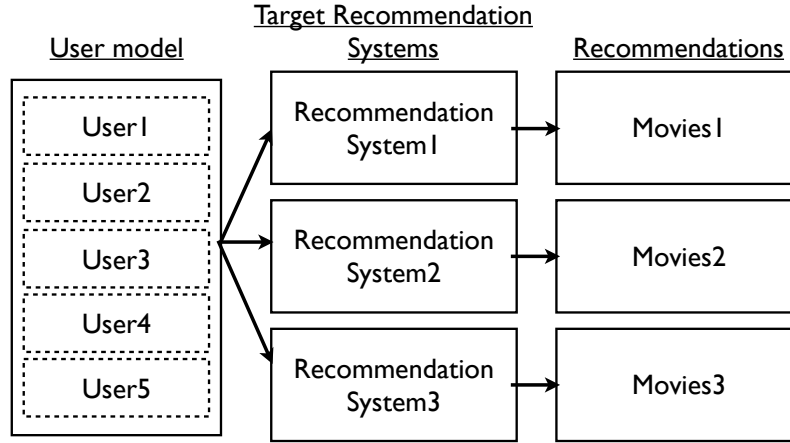 User model
Target Recommendation
Systems
Recommendations
User1
User2
User3
User4
User5
Recommendation
System1
Recommendation
System2
Recommendation
System3
Movies1
Movies2
Movies3